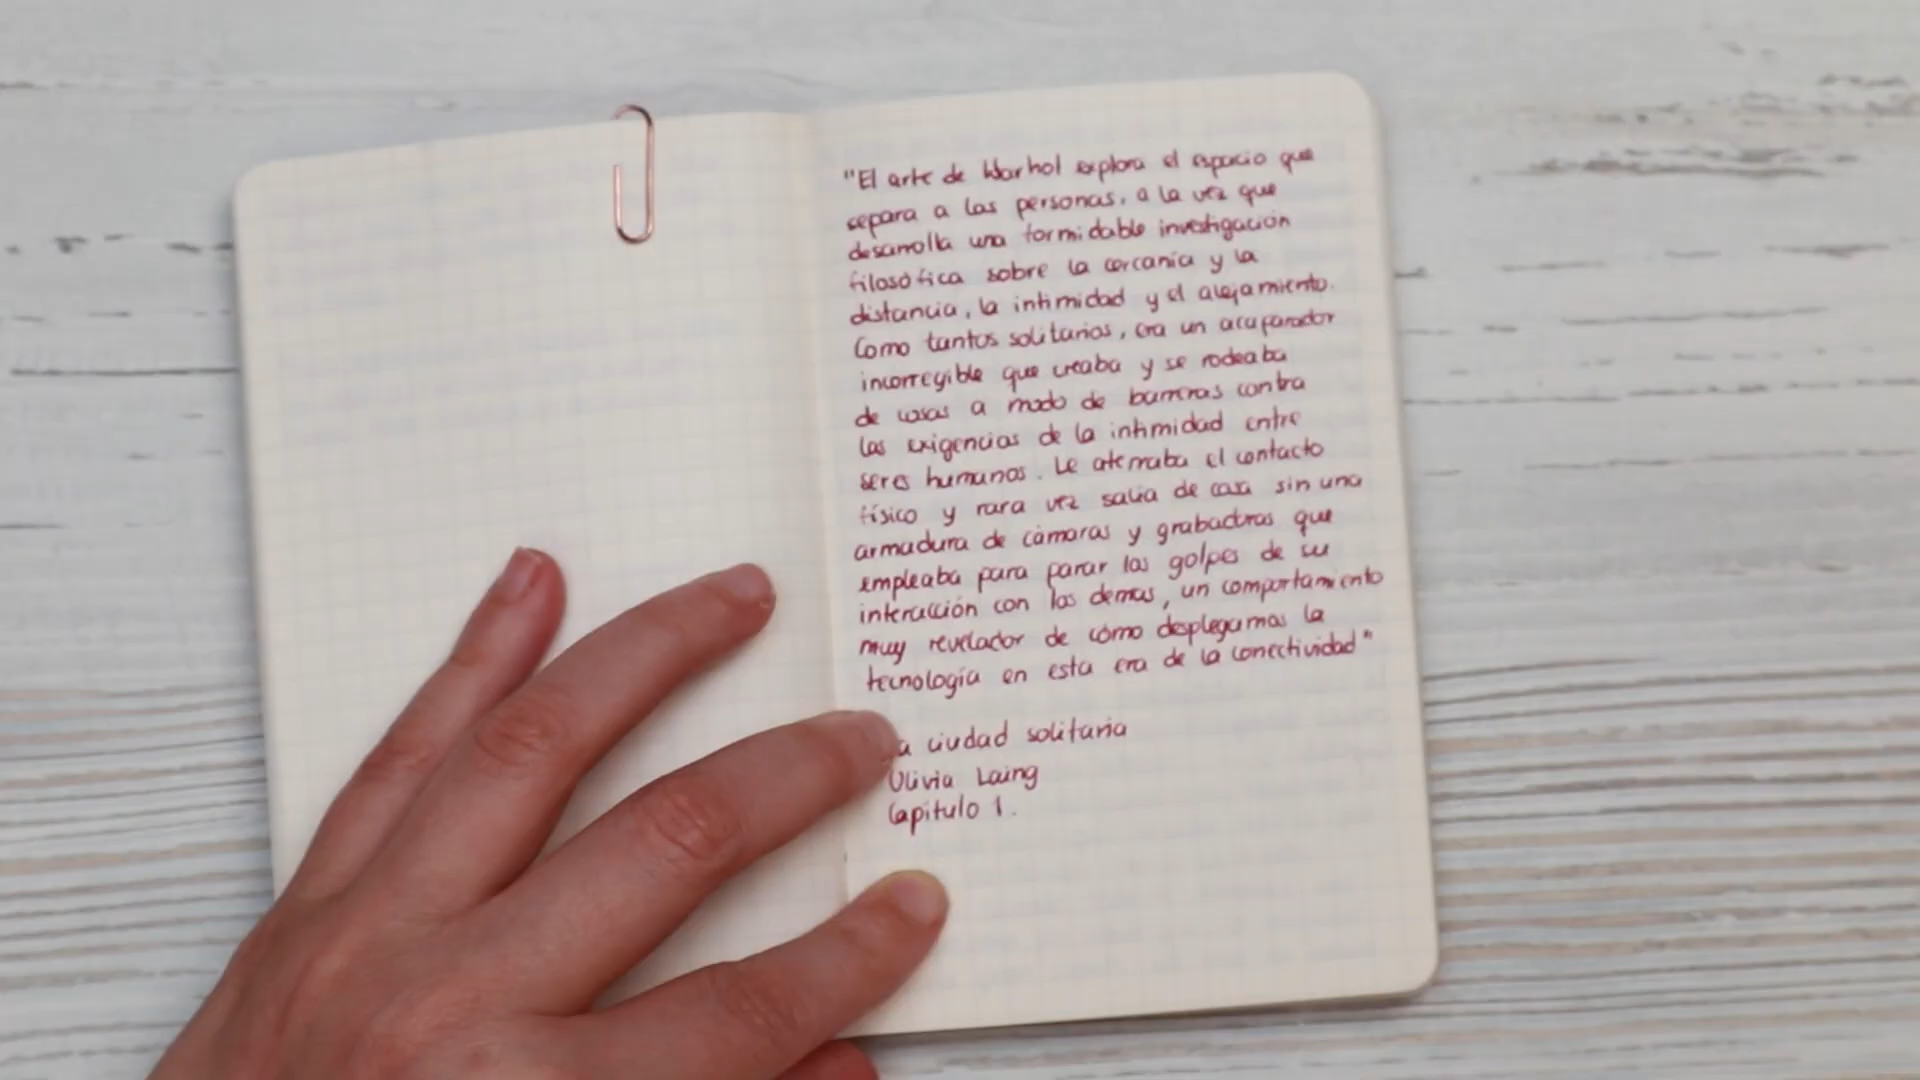 "El arte de Warhol explora el espacio que
separa a las personas, a la vez que
desarrolla una formidable investigación
filosófica sobre la cercanía y la
distancia, la intimidad y el alejamiento.
Como tantos solitarios, era un acaparador
incorregible que creaba y se rodeaba
de cosas a modo de barreras contra
las exigencias de la intimidad entre
seres humanos. Le aterraba el contacto
físico y rara vez salía de casa sin una
armadura de cámaras y grabadoras que
empleaba para parar los golpes de su
interacción con los demás, un comportamiento
muy revelador de cómo desplegamos la
tecnología en esta era de la conectividad"
a ciudad solitaria
Olivia Laing
Capítulo 1.